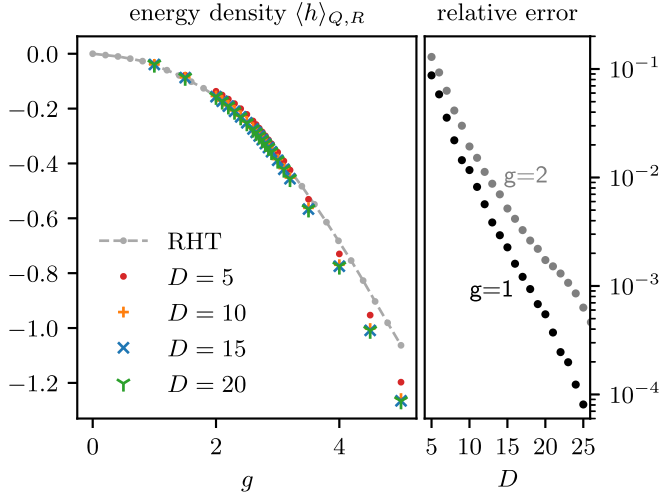 energy density ⟨h⟩Q,R
relative error
0.0
−0.2
−0.4
−0.6
−0.8
−1.0
−1.2
RHT
D = 5
D = 10
D = 15
D = 20
0
2
4
g
g=2
g=1
10⁻¹
10⁻²
10⁻³
10⁻⁴
5
10
15
20
25
D